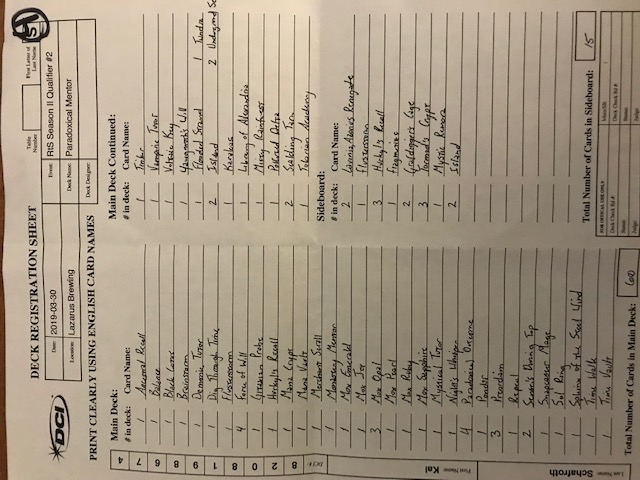 DECK REGISTRATION SHEET
Table Number
First Letter of Last Name
S
DCI
Date: 2019-03-30
Event: RtS Season II Qualifier #2
Location: Lazarus Brewing
Deck Name: Paradoxical Mentor
Deck Designer:
PRINT CLEARLY USING ENGLISH CARD NAMES
Main Deck:
# in deck: Card Name:
1 Ancestral Recall
1 Balance
1 Black Lotus
1 Brainstorm
1 Demonic Tutor
1 Dig Through Time
1 Flusterstorm
4 Force of Will
1 Gitaxian Probe
1 Hurkyl's Recall
1 Mana Crypt
1 Mana Vault
1 Merchant Scroll
1 Monastery Mentor
1 Mox Emerald
1 Mox Jet
3 Mox Opal
1 Mox Pearl
1 Mox Ruby
1 Mox Sapphire
1 Mystical Tutor
1 Night's Whisper
4 Paradoxical Outcome
1 Ponder
3 Preordain
1 Repeal
2 Sensei's Divining Top
1 Snapcaster Mage
1 Sol Ring
1 Sphinx of the Steel Wind
1 Time Walk
1 Time Vault
Total Number of Cards in Main Deck: 60
Main Deck Continued:
# in deck: Card Name:
1 Tinker
1 Vampiric Tutor
1 Voltaic Key
1 Yawgmoth's Will
1 Flooded Strand 1 Tundra
2 Island 2 Underground Se
1 Karakas
1 Library of Alexandria
1 Misty Rainforest
1 Polluted Delta
2 Scalding Tarn
1 Tolarian Academy
Sideboard:
# in deck: Card Name:
2 Lavinia, Azorius Renegade
1 Flusterstorm
3 Hurkyl's Recall
1 Fragmentize
2 Grafdigger's Cage
3 Tormod's Crypt
1 Mystic Remora
2 Island
Total Number of Cards in Sideboard: 15
FOR OFFICIAL USE ONLY
Main/SB:
Deck Check Rd #
Deck Check Rd #
Status:
Status:
Judge:
Judge:
DCI #: 8 2 0 8 1 9 8 6 7 4
First Name: Kai
Last Name: Schafroth